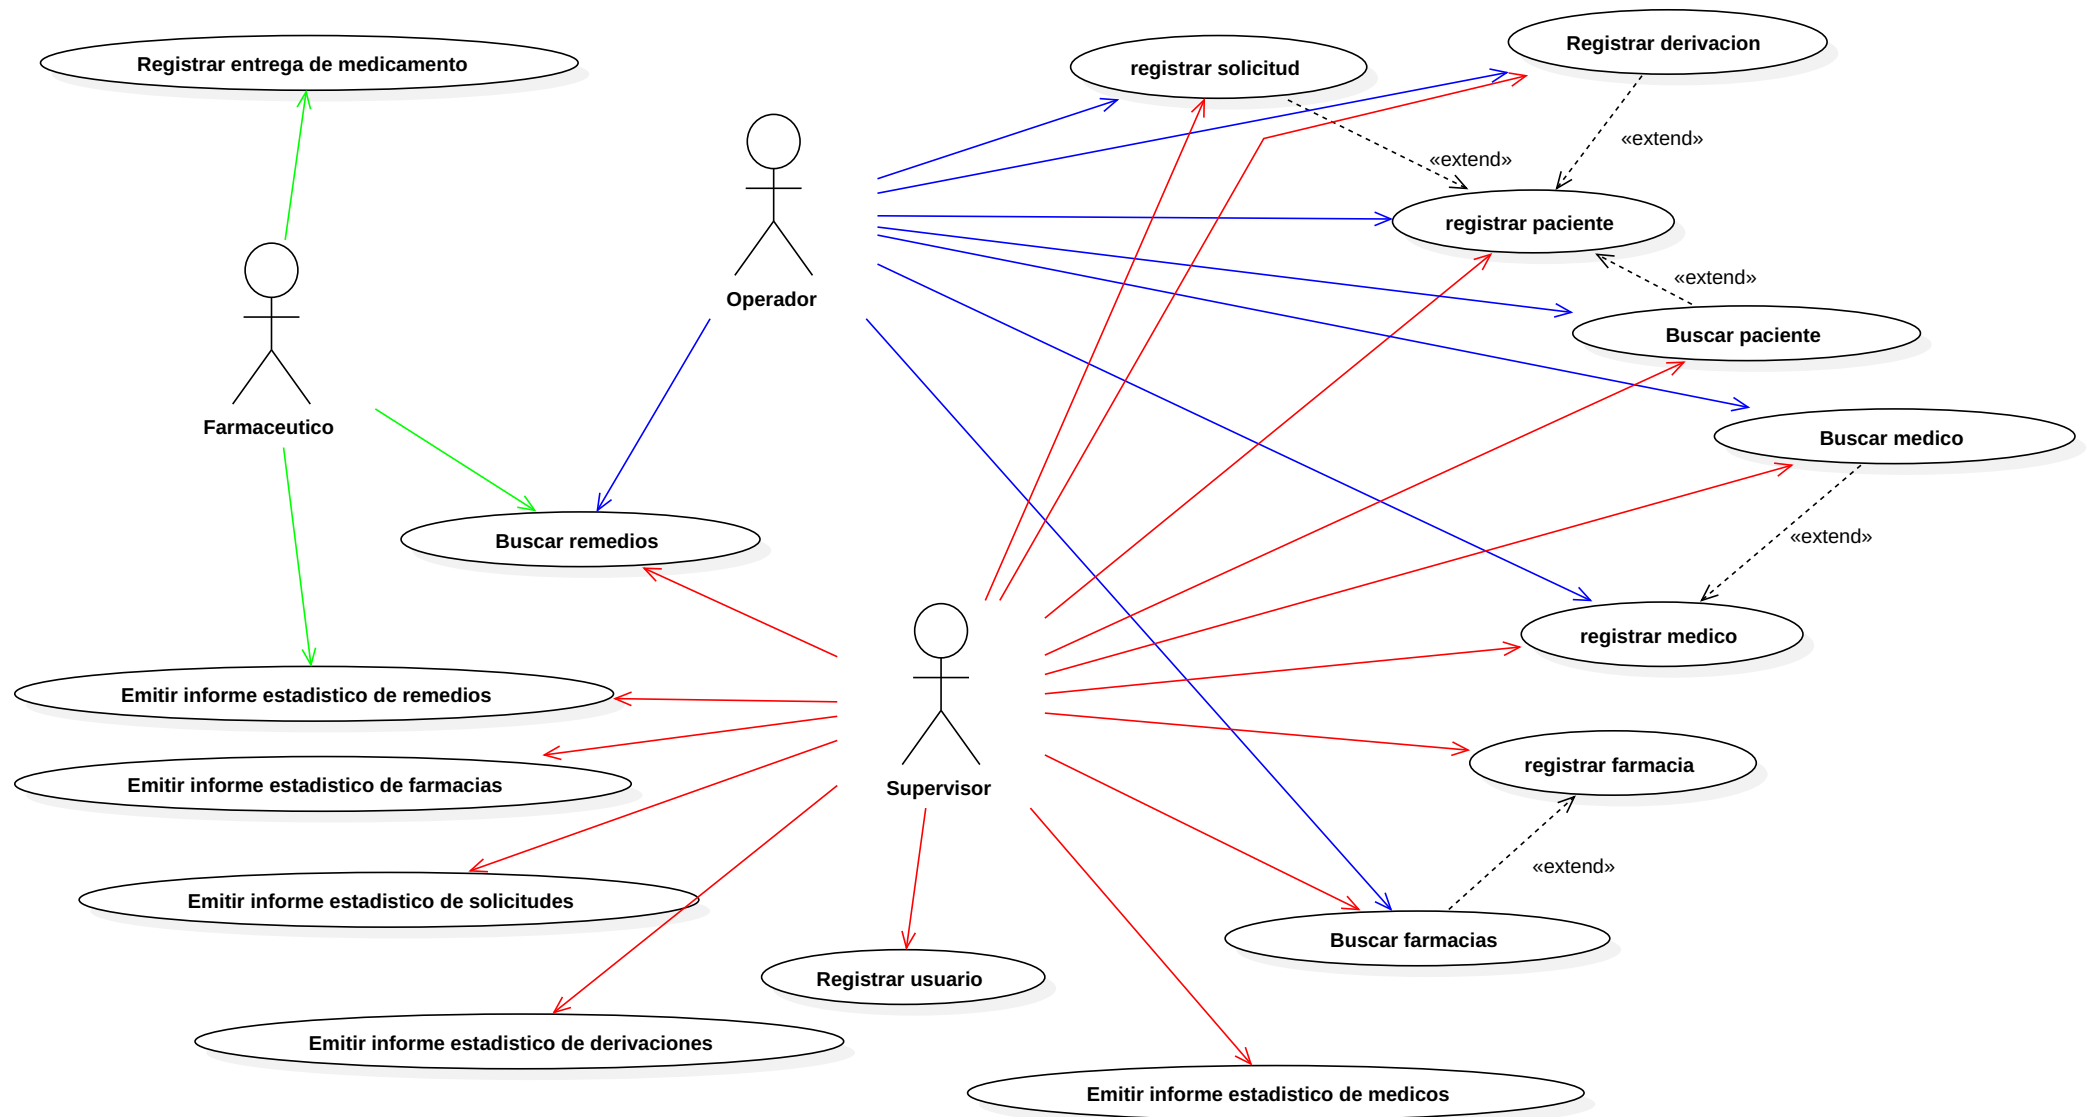 Registrar derivacion
Registrar entrega de medicamento
registrar solicitud
«extend»
«extend»
registrar paciente
«extend»
Operador
Buscar paciente
Farmaceutico
Buscar medico
«extend»
Buscar remedios
registrar medico
Emitir informe estadistico de remedios
registrar farmacia
Emitir informe estadistico de farmacias
Supervisor
«extend»
Emitir informe estadistico de solicitudes
Buscar farmacias
Registrar usuario
Emitir informe estadistico de derivaciones
Emitir informe estadistico de medicos